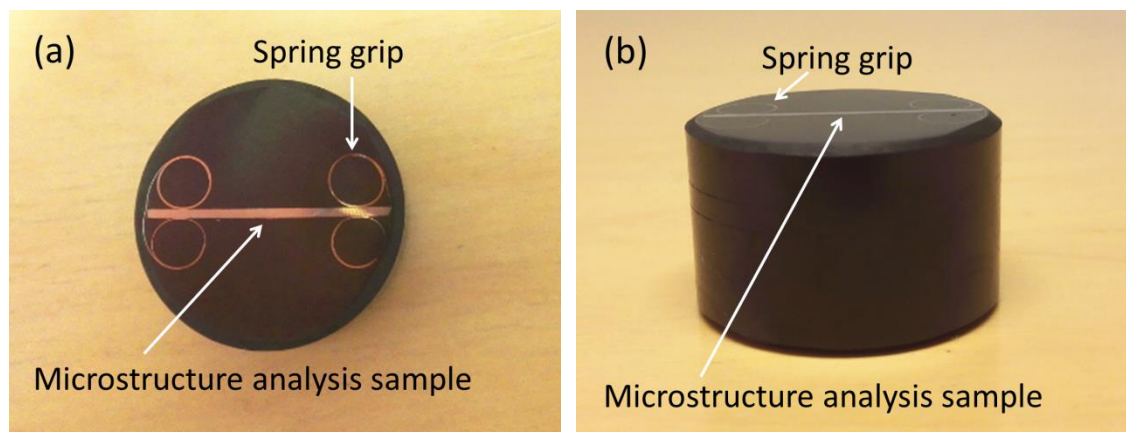 (a)
Spring grip
Microstructure analysis sample
(b)
Spring grip
Microstructure analysis sample